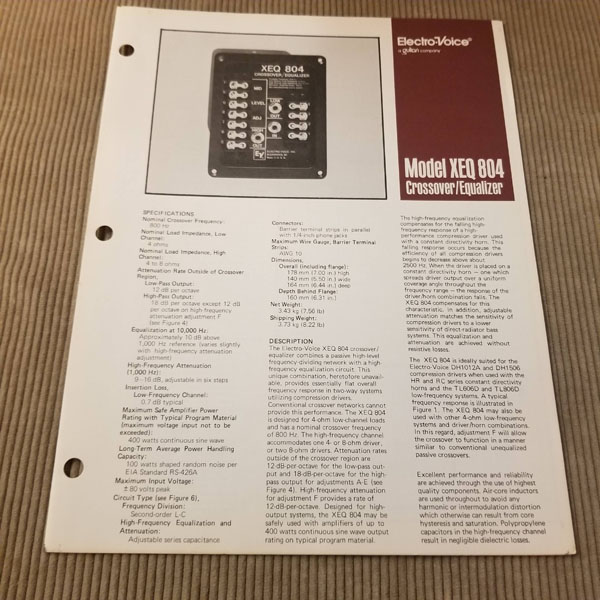 Electro-Voice®
a gulton company
XEQ 804
CROSSOVER/EQUALIZER
MID
LEVEL
ADJ
LOW
OUT
HIGH
OUT
IN
EV
Model XEQ 804
Crossover/Equalizer
SPECIFICATIONS
Nominal Crossover Frequency:
800 Hz
Nominal Load Impedance, Low
Channel:
4 ohms
Nominal Load Impedance, High
Channel:
4 to 8 ohms
Attenuation Rate Outside of Crossover
Region,
Low-Pass Output:
12 dB per octave
High-Pass Output:
18 dB per octave except 12 dB
per octave on high-frequency
attenuation adjustment F
(see Figure 4)
Equalization at 10,000 Hz:
Approximately 10 dB above
1,000 Hz reference (varies slightly
with high-frequency attenuation
adjustment)
High-Frequency Attenuation
(1,000 Hz):
9-16 dB, adjustable in six steps
Insertion Loss,
Low-Frequency Channel:
0.7 dB typical
Maximum Safe Amplifier Power
Rating with Typical Program Material
(maximum voltage input not to be
exceeded):
400 watts continuous sine wave
Long-Term Average Power Handling
Capacity:
100 watts shaped random noise per
EIA Standard RS-426A
Maximum Input Voltage:
±80 volts peak
Circuit Type (see Figure 6),
Frequency Division:
Second-order L-C
High-Frequency Equalization and
Attenuation:
Adjustable series capacitance
Connectors:
Barrier terminal strips in parallel
with 1/4-inch phone jacks
Maximum Wire Gauge, Barrier Terminal
Strips:
AWG 10
Dimensions,
Overall (including flange):
178 mm (7.00 in.) high
140 mm (5.50 in.) wide
164 mm (6.44 in.) deep
Depth Behind Flange:
160 mm (6.31 in.)
Net Weight:
3.43 kg (7.56 lb)
Shipping Weight:
3.73 kg (8.22 lb)
DESCRIPTION
The Electro-Voice XEQ 804 crossover/
equalizer combines a passive high-level
frequency-dividing network with a high-
frequency equalization circuit. This
unique combination, heretofore unavail-
able, provides essentially flat overall
frequency response in two-way systems
utilizing compression drivers.
Conventional crossover networks cannot
provide this performance. The XEQ 804
is designed for 4-ohm low-channel loads
and has a nominal crossover frequency
of 800 Hz. The high-frequency channel
accommodates one 4- or 8-ohm driver,
or two 8-ohm drivers. Attenuation rates
outside of the crossover region are
12-dB-per-octave for the low-pass out-
put and 18-dB-per-octave for the high-
pass output for adjustments A-E (see
Figure 4). High-frequency attenuation
for adjustment F provides a rate of
12-dB-per-octave. Designed for high-
output systems, the XEQ 804 may be
safely used with amplifiers of up to
400 watts continuous sine wave output
rating on typical program material.
The high-frequency equalization
compensates for the falling high-
frequency response of a high-
performance compression driver used
with a constant directivity horn. This
falling response occurs because the
efficiency of all compression drivers
begins to decrease above about
2500 Hz. When the driver is placed on a
constant directivity horn — one which
spreads driver output over a uniform
coverage angle throughout the
frequency range — the response of the
driver/horn combination falls. The
XEQ 804 compensates for this
characteristic. In addition, adjustable
attenuation matches the sensitivity of
compression drivers to a lower
sensitivity of direct radiator bass
systems. This equalization and
attenuation are achieved without
resistive losses.
The XEQ 804 is ideally suited for the
Electro-Voice DH1012A and DH1506
compression drivers when used with the
HR and RC series constant directivity
horns and the TL606D and TL806D
low-frequency systems. A typical
frequency response is illustrated in
Figure 1. The XEQ 804 may also be
used with other 4-ohm low-frequency
systems and driver/horn combinations.
In this regard, adjustment F will allow
the crossover to function in a manner
similar to conventional unequalized
passive crossovers.
Excellent performance and reliability
are achieved through the use of highest
quality components. Air-core inductors
are used throughout to avoid any
harmonic or intermodulation distortion
which otherwise can result from core
hysteresis and saturation. Polypropylene
capacitors in the high-frequency channel
result in negligible dielectric losses.